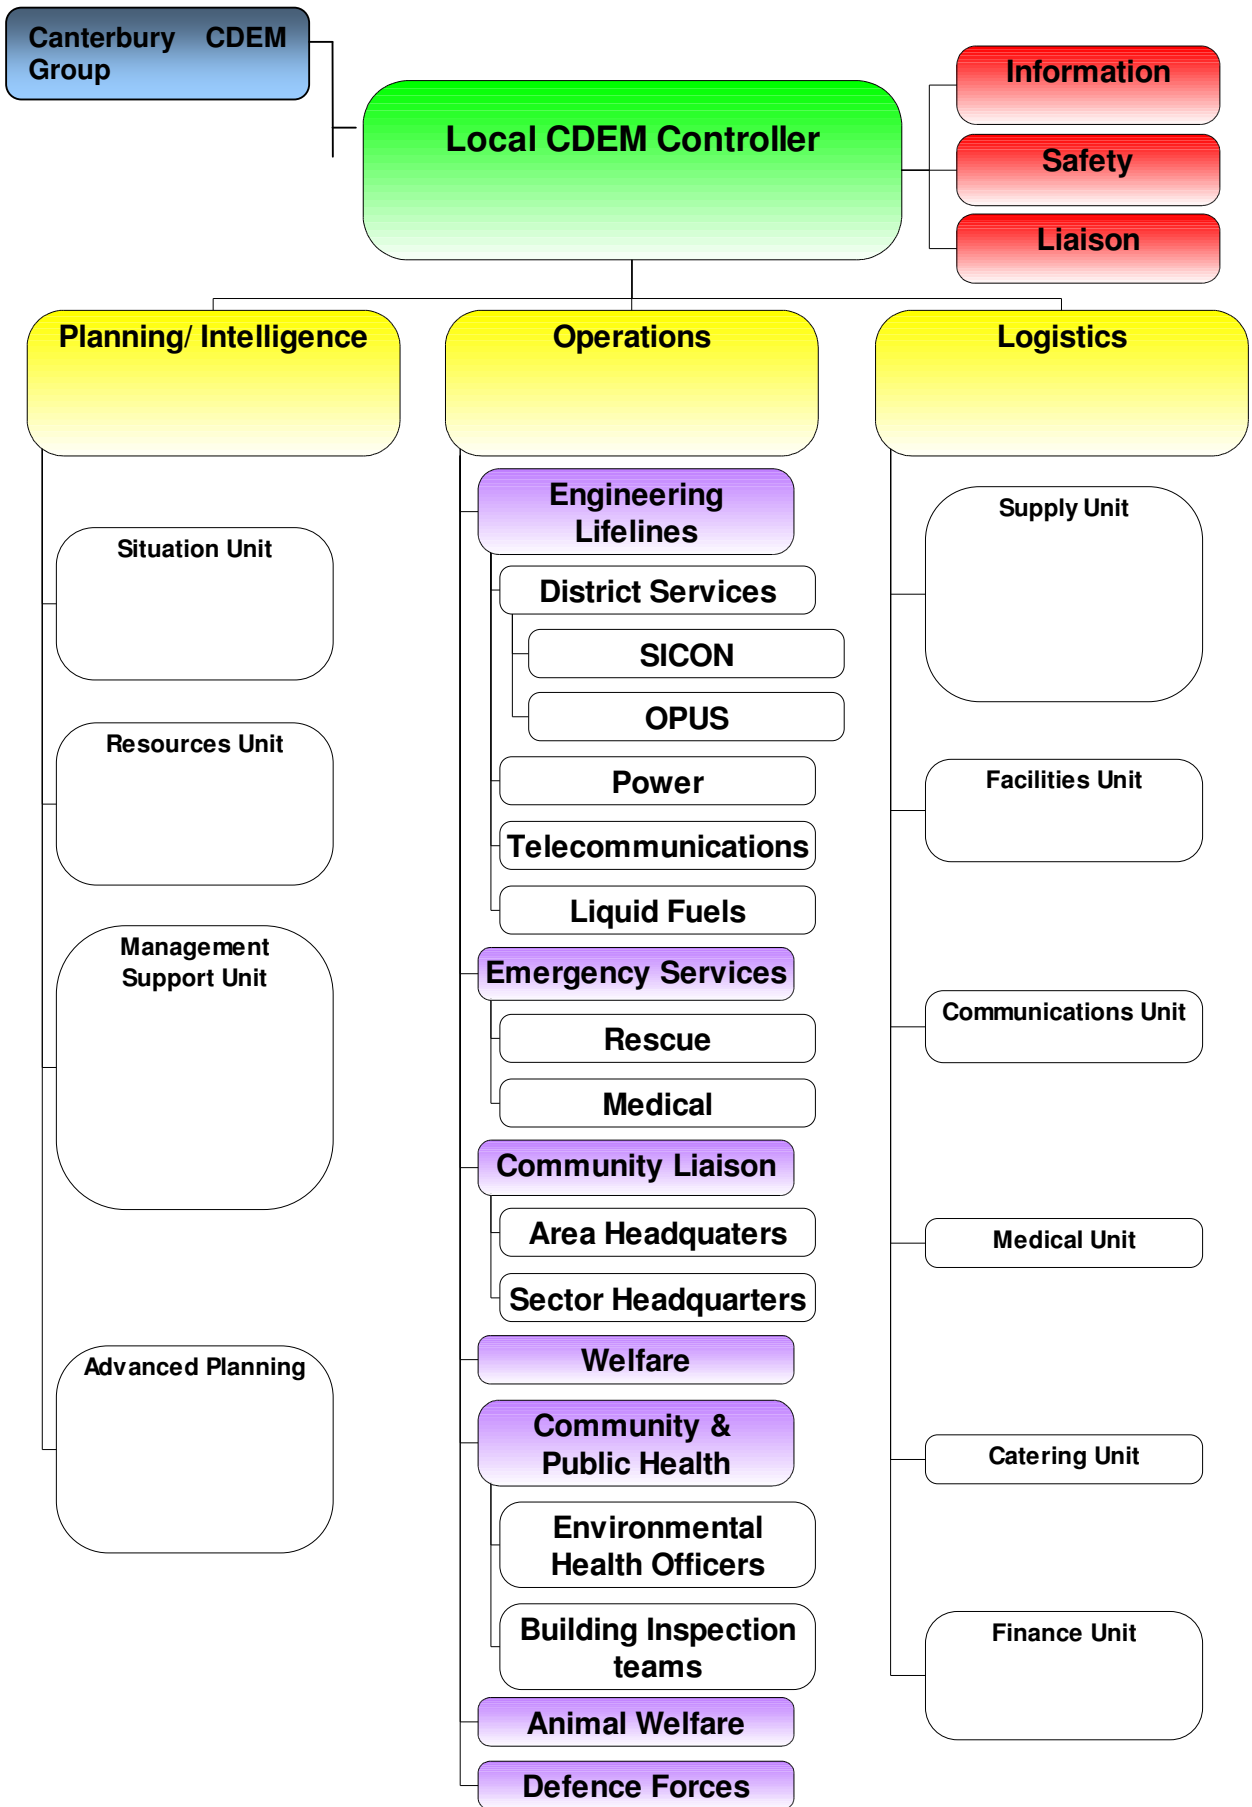 Canterbury CDEM
Group
Local CDEM Controller
Information
Safety
Liaison
Planning/ Intelligence
Situation Unit
Resources Unit
Management
Support Unit
Advanced Planning
Operations
Engineering
Lifelines
District Services
SICON
OPUS
Power
Telecommunications
Liquid Fuels
Emergency Services
Rescue
Medical
Community Liaison
Area Headquaters
Sector Headquarters
Welfare
Community &
Public Health
Environmental
Health Officers
Building Inspection
teams
Animal Welfare
Defence Forces
Logistics
Supply Unit
Facilities Unit
Communications Unit
Medical Unit
Catering Unit
Finance Unit